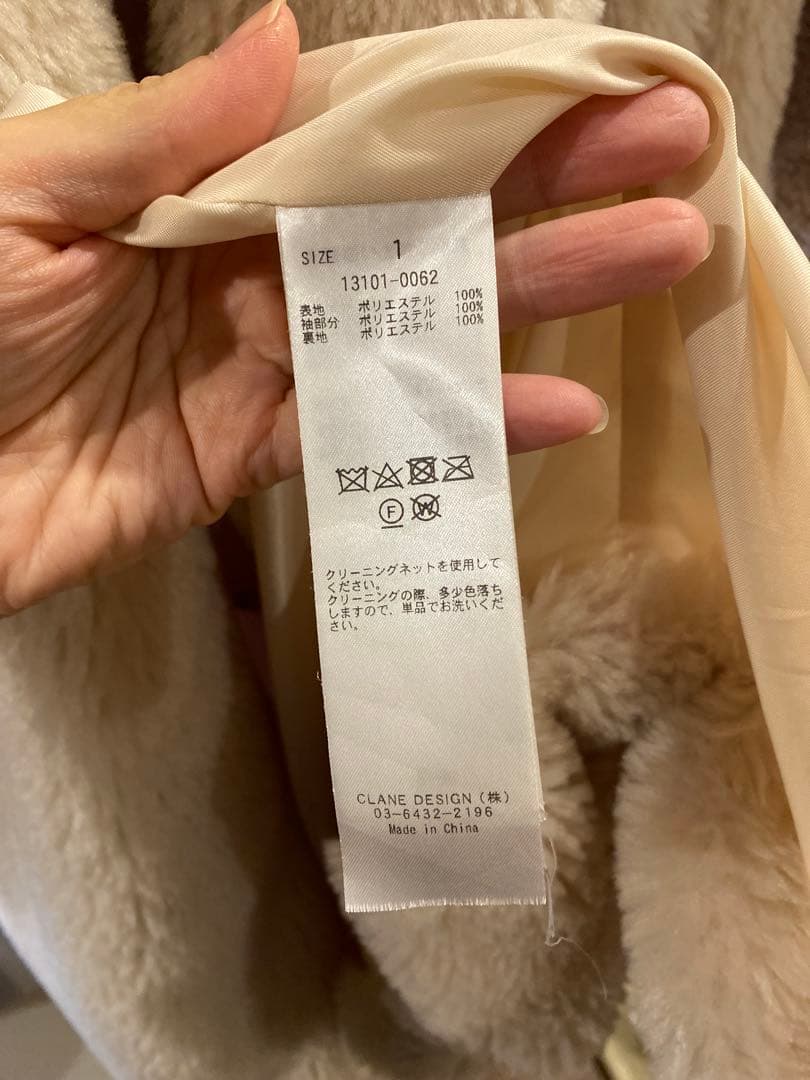 SIZE 1
13101-0062
表地 ポリエステル 100%
袖部分 ポリエステル 100%
裏地 ポリエステル 100%
F W
クリーニングネットを使用して
ください。
クリーニングの際、多少色落ち
しますので、単品でお洗いくだ
さい。
CLANE DESIGN（株）
03-6432-2196
Made in China